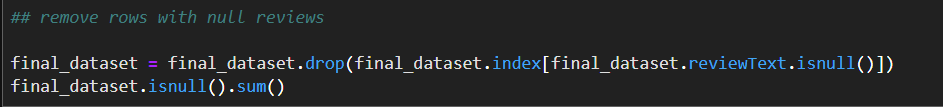 ## remove rows with null reviews
final_dataset = final_dataset.drop(final_dataset.index[final_dataset.reviewText.isnull()])
final_dataset.isnull().sum()